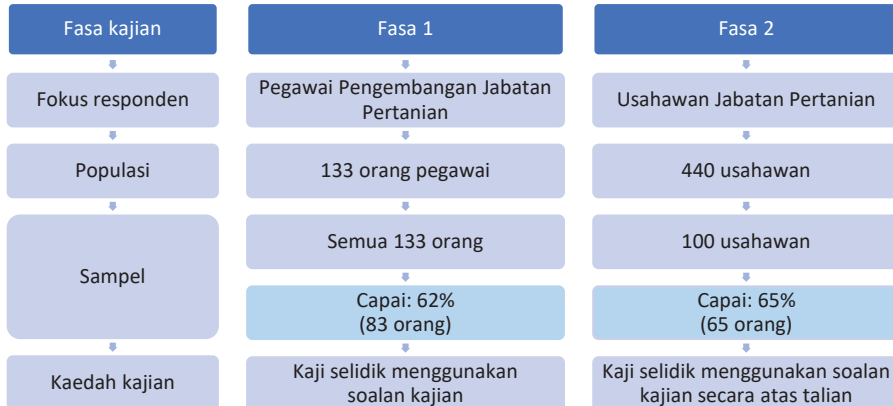 Fasa kajian
Fasa 1
Fasa 2
Fokus responden
Pegawai Pengembangan Jabatan
Pertanian
Usahawan Jabatan Pertanian
Populasi
133 orang pegawai
440 usahawan
Sampel
Semua 133 orang
100 usahawan
Capai: 62%
(83 orang)
Capai: 65%
(65 orang)
Kaedah kajian
Kaji selidik menggunakan
soalan kajian
Kaji selidik menggunakan soalan
kajian secara atas talian